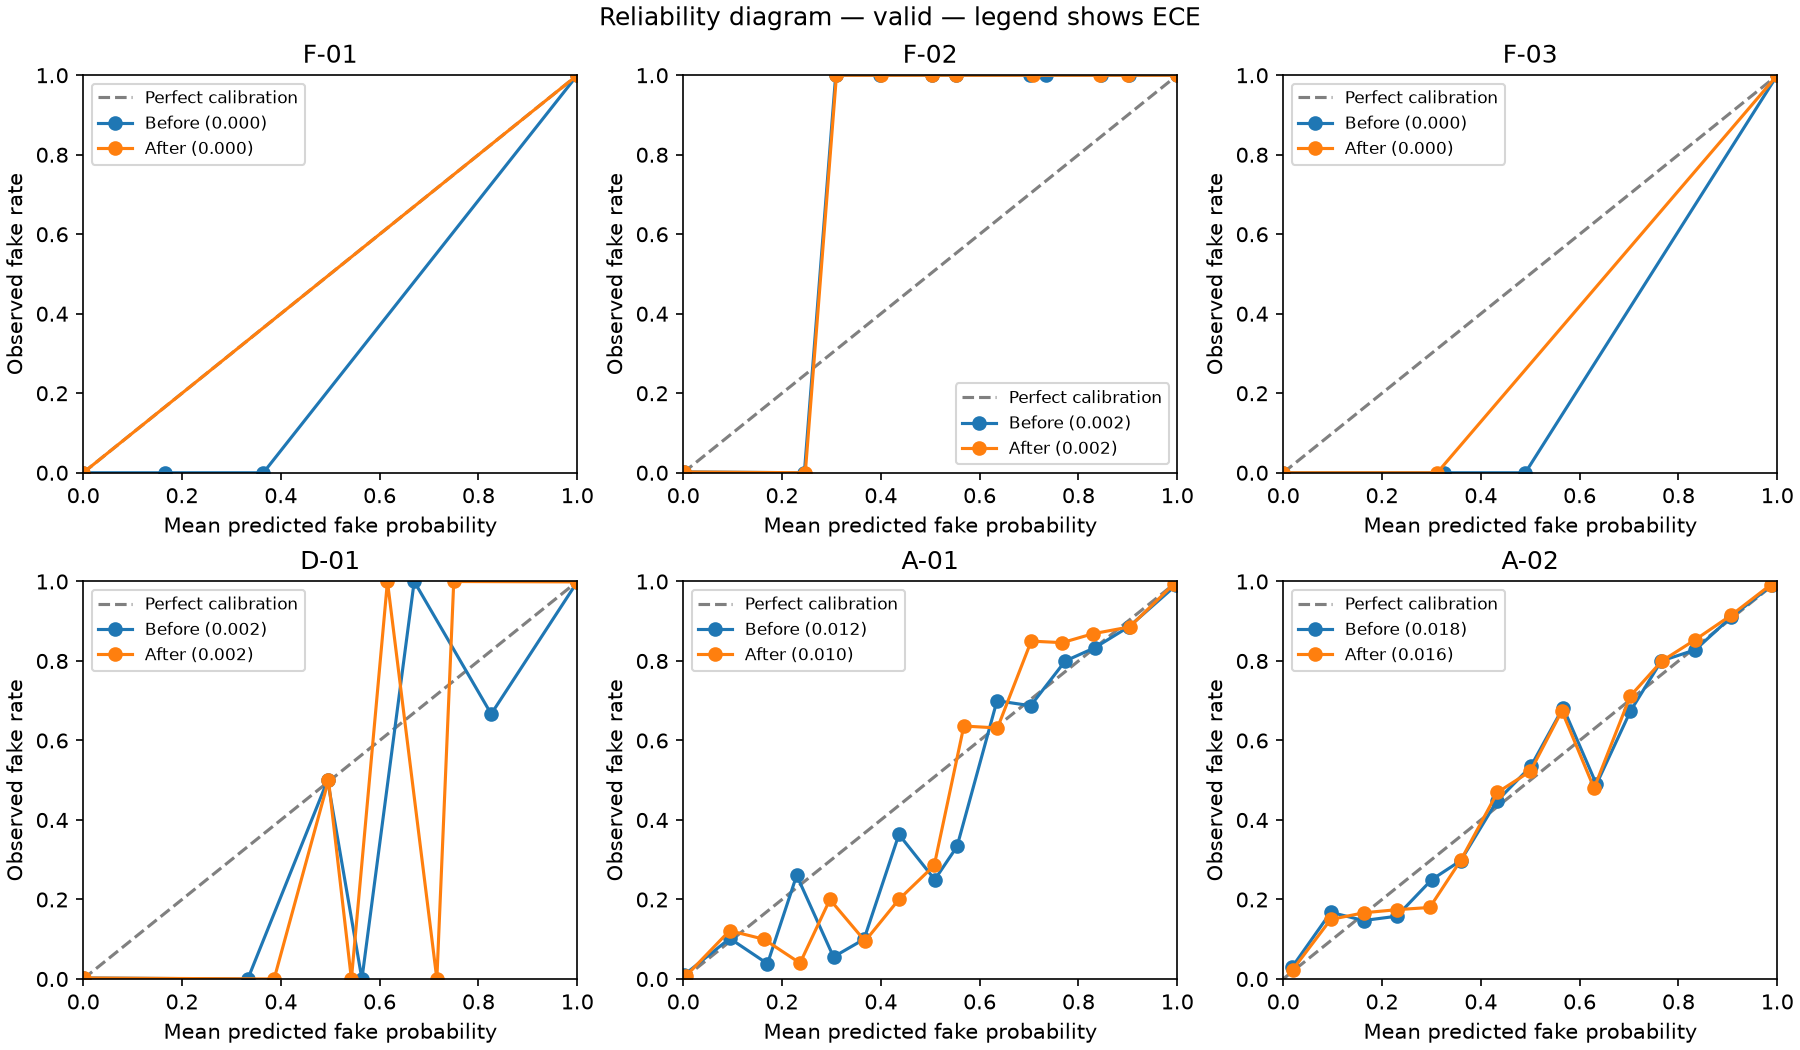 Reliability diagram — valid — legend shows ECE
F-01
1.0
0.8
0.6
0.4
0.2
0.0
Observed fake rate
Perfect calibration
Before (0.000)
After (0.000)
0.0 0.2 0.4 0.6 0.8 1.0
Mean predicted fake probability
F-02
1.0
0.8
0.6
0.4
0.2
0.0
Observed fake rate
Perfect calibration
Before (0.002)
After (0.002)
0.0 0.2 0.4 0.6 0.8 1.0
Mean predicted fake probability
F-03
1.0
0.8
0.6
0.4
0.2
0.0
Observed fake rate
Perfect calibration
Before (0.000)
After (0.000)
0.0 0.2 0.4 0.6 0.8 1.0
Mean predicted fake probability
D-01
1.0
0.8
0.6
0.4
0.2
0.0
Observed fake rate
Perfect calibration
Before (0.002)
After (0.002)
0.0 0.2 0.4 0.6 0.8 1.0
Mean predicted fake probability
A-01
1.0
0.8
0.6
0.4
0.2
0.0
Observed fake rate
Perfect calibration
Before (0.012)
After (0.010)
0.0 0.2 0.4 0.6 0.8 1.0
Mean predicted fake probability
A-02
1.0
0.8
0.6
0.4
0.2
0.0
Observed fake rate
Perfect calibration
Before (0.018)
After (0.016)
0.0 0.2 0.4 0.6 0.8 1.0
Mean predicted fake probability